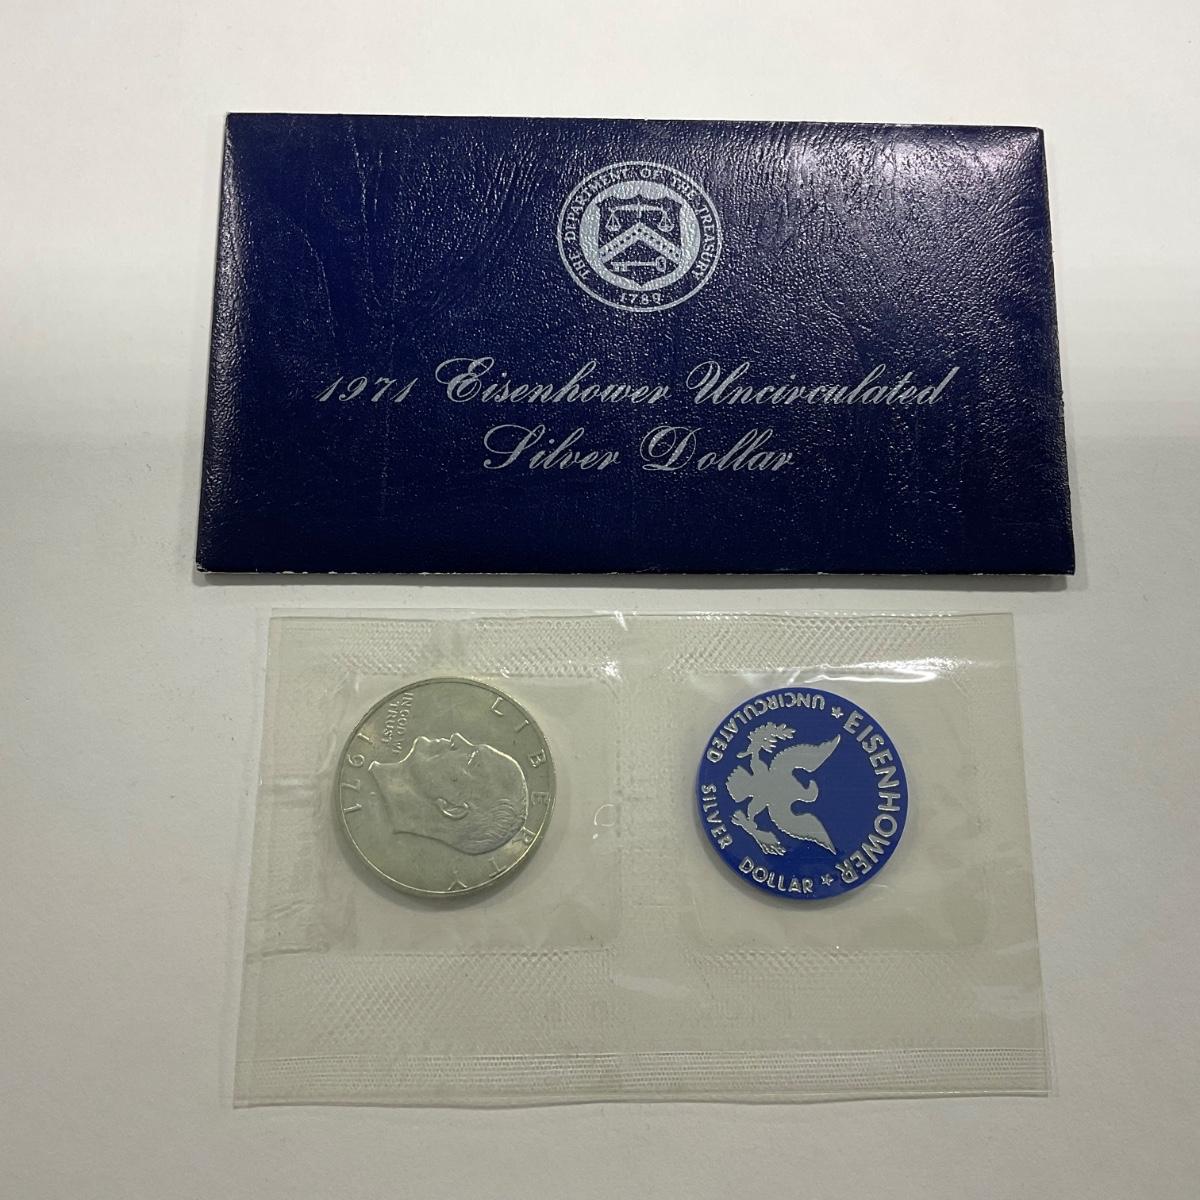 THE DEPARTMENT OF THE TREASURY
1789
1971 Eisenhower Uncirculated
Silver Dollar
LIBERTY
IN GOD WE
TRUST
1971
EISENHOWER
UNCIRCULATED SILVER DOLLAR